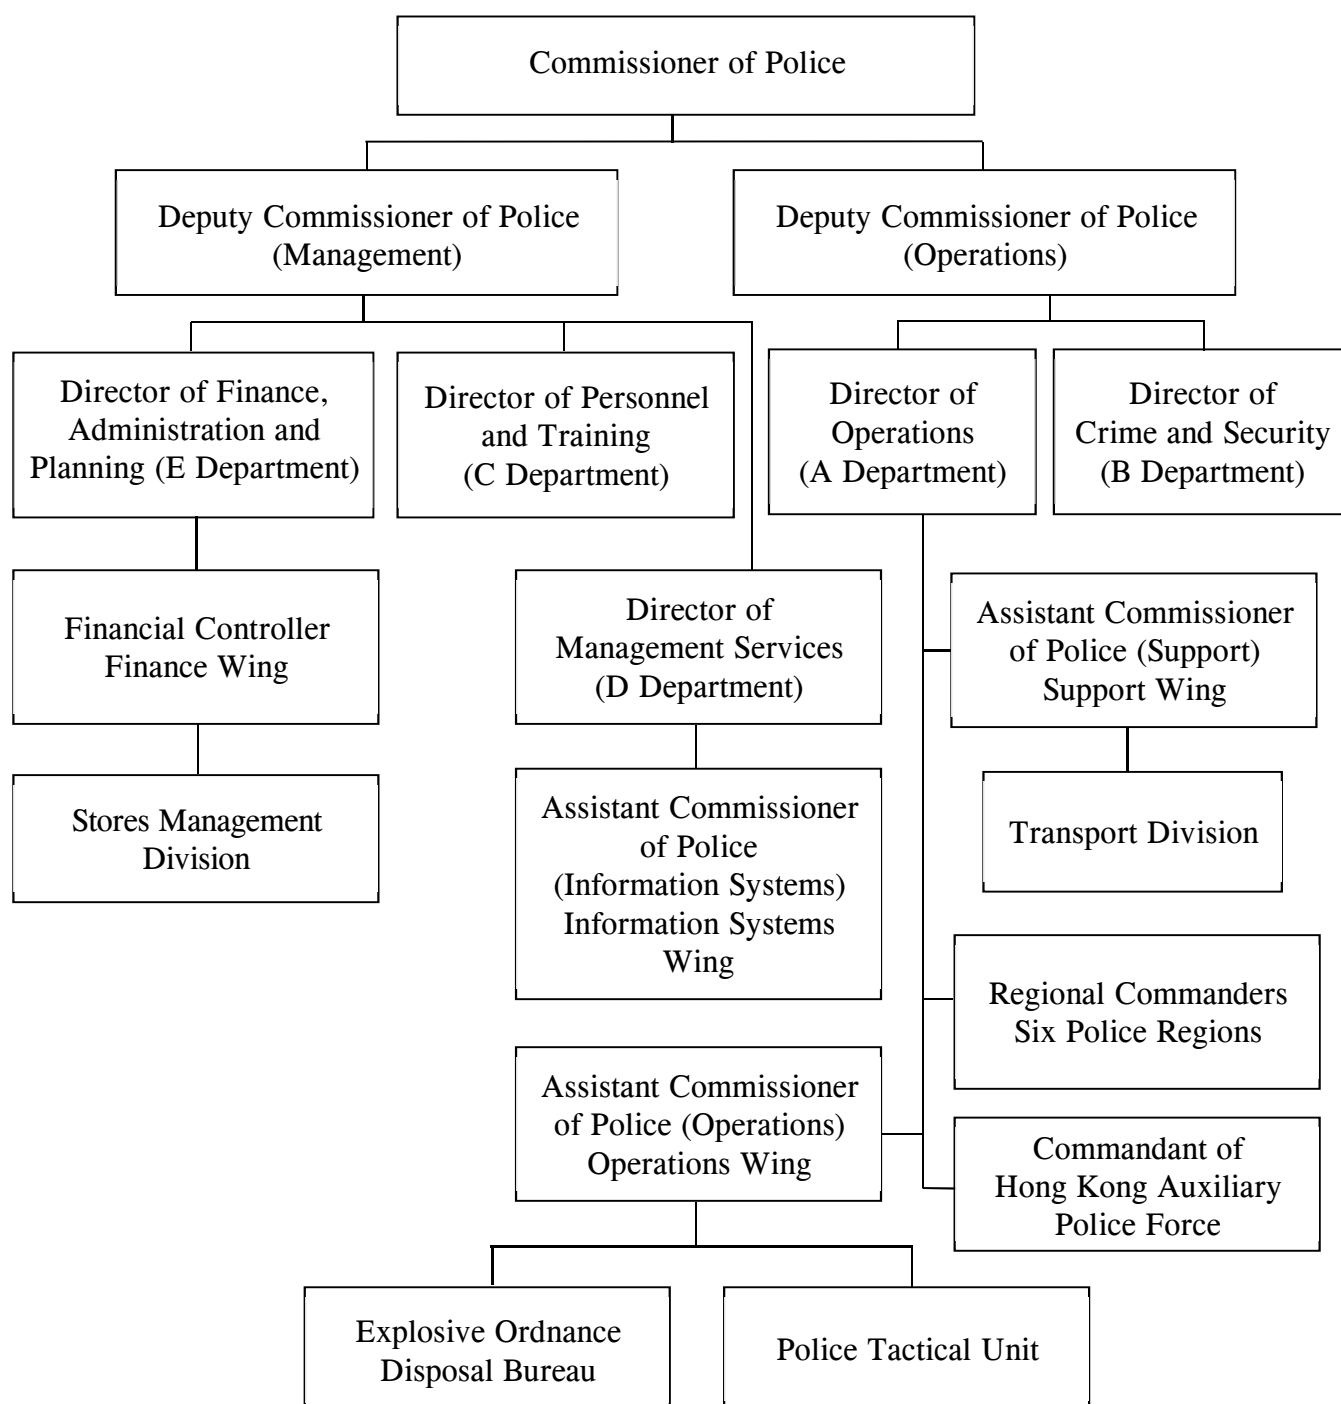 Commissioner of Police
Deputy Commissioner of Police
(Management)
Deputy Commissioner of Police
(Operations)
Director of Finance,
Administration and
Planning (E Department)
Director of Personnel
and Training
(C Department)
Director of
Operations
(A Department)
Director of
Crime and Security
(B Department)
Financial Controller
Finance Wing
Director of
Management Services
(D Department)
Assistant Commissioner
of Police (Support)
Support Wing
Stores Management
Division
Assistant Commissioner
of Police
(Information Systems)
Information Systems
Wing
Transport Division
Regional Commanders
Six Police Regions
Assistant Commissioner
of Police (Operations)
Operations Wing
Commandant of
Hong Kong Auxiliary
Police Force
Explosive Ordnance
Disposal Bureau
Police Tactical Unit